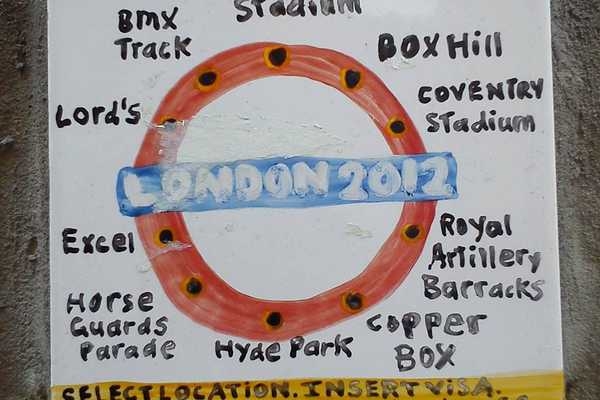 Stadium
BMX
Track
BOX Hill
Lord's
COVENTRY
Stadium
LONDON 2012
Excel
Royal
Artillery
Barracks
Horse
Guards
Parade
Hyde Park
COPPER
BOX
SELECT LOCATION. INSERT VISA.